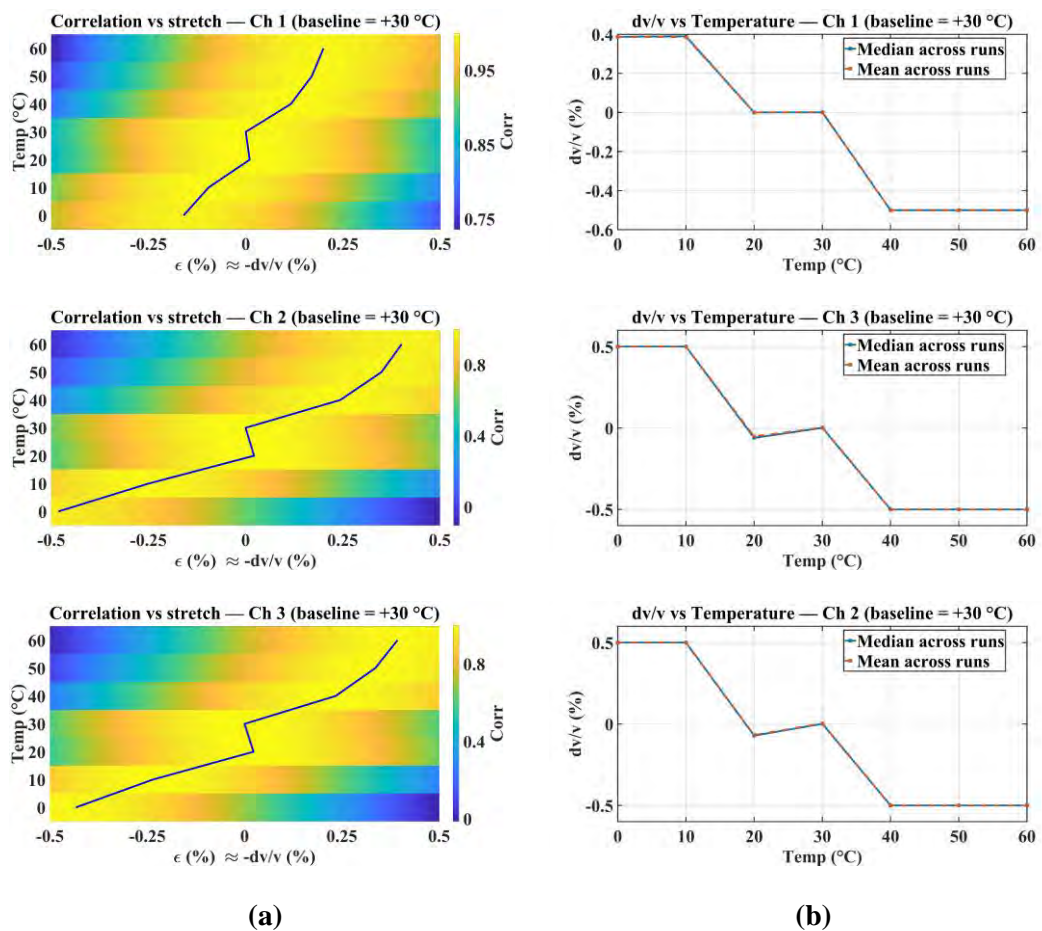 Correlation vs stretch — Ch 1 (baseline = +30 °C)
60
50
40
30
20
10
0
Temp (°C)
-0.5
-0.25
0
0.25
0.5
ϵ (%) ≈ -dv/v (%)
0.95
0.85
0.75
Corr
dv/v vs Temperature — Ch 1 (baseline = +30 °C)
Median across runs
Mean across runs
0.4
0.2
0
-0.2
-0.4
-0.6
dv/v (%)
0
10
20
30
40
50
60
Temp (°C)
Correlation vs stretch — Ch 2 (baseline = +30 °C)
60
50
40
30
20
10
0
Temp (°C)
-0.5
-0.25
0
0.25
0.5
ϵ (%) ≈ -dv/v (%)
0.8
0.4
0
Corr
dv/v vs Temperature — Ch 3 (baseline = +30 °C)
Median across runs
Mean across runs
0.5
0
-0.5
dv/v (%)
0
10
20
30
40
50
60
Temp (°C)
Correlation vs stretch — Ch 3 (baseline = +30 °C)
60
50
40
30
20
10
0
Temp (°C)
-0.5
-0.25
0
0.25
0.5
ϵ (%) ≈ -dv/v (%)
0.8
0.4
0
Corr
dv/v vs Temperature — Ch 2 (baseline = +30 °C)
Median across runs
Mean across runs
0.5
0
-0.5
dv/v (%)
0
10
20
30
40
50
60
Temp (°C)
(a)
(b)